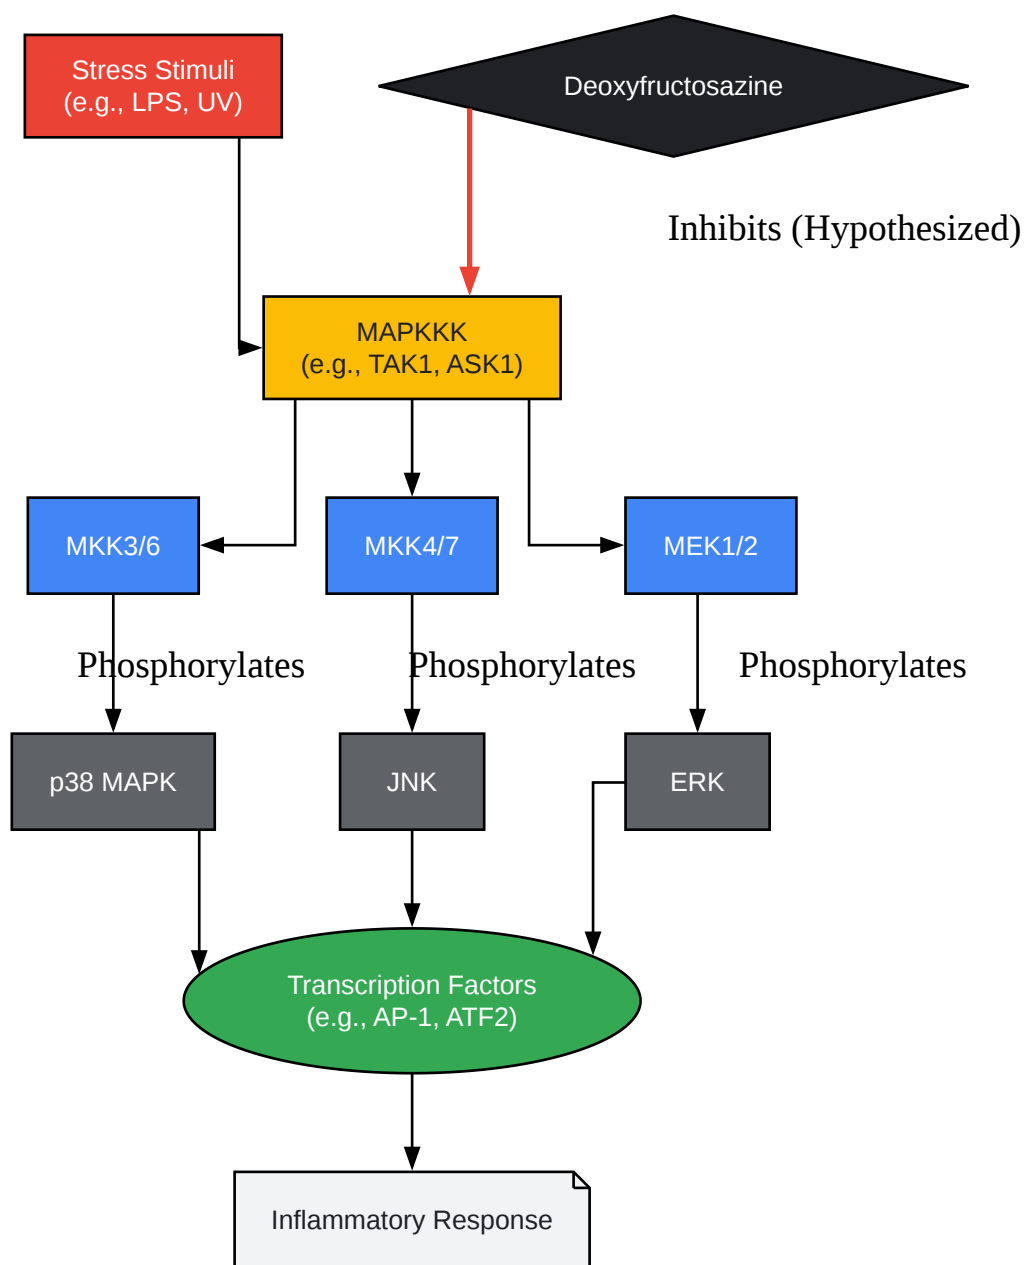 Stress Stimuli
(e.g., LPS, UV)
Deoxyfructosazine
Inhibits (Hypothesized)
MAPKKK
(e.g., TAK1, ASK1)
MKK3/6
MKK4/7
MEK1/2
Phosphorylates
Phosphorylates
Phosphorylates
p38 MAPK
JNK
ERK
Transcription Factors
(e.g., AP-1, ATF2)
Inflammatory Response